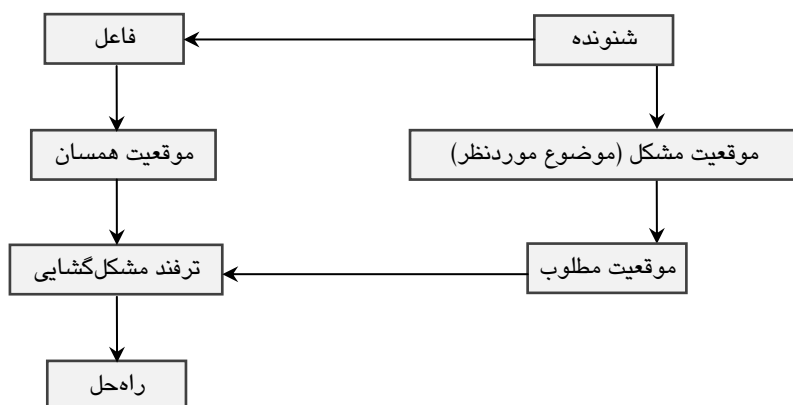 شنونده
فاعل
موقعیت مشکل (موضوع موردنظر)
موقعیت همسان
موقعیت مطلوب
ترفند مشکل‌گشایی
راه‌حل